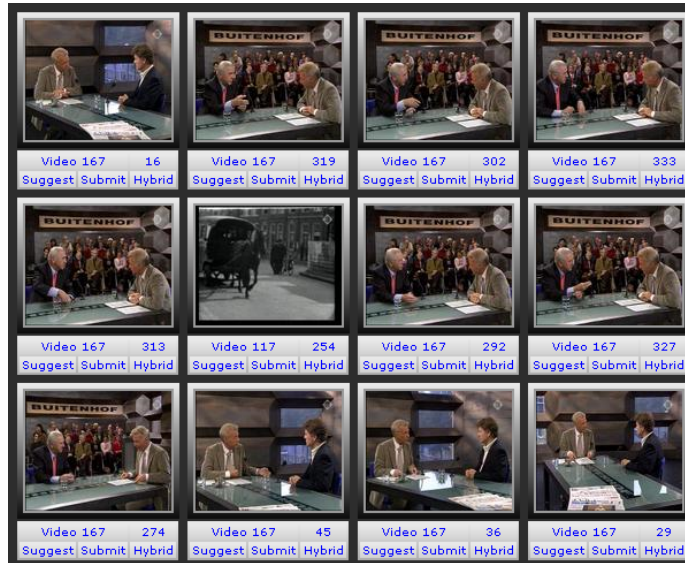 BUITENHOF BUITENHOF BUITENHOF
Video 167 16 Video 167 319 Video 167 302 Video 167 333
Suggest Submit Hybrid Suggest Submit Hybrid Suggest Submit Hybrid Suggest Submit Hybrid
BUITENHOF BUITENHOF BUITENHOF
Video 167 313 Video 117 254 Video 167 292 Video 167 327
Suggest Submit Hybrid Suggest Submit Hybrid Suggest Submit Hybrid Suggest Submit Hybrid
BUITENHOF
Video 167 274 Video 167 45 Video 167 36 Video 167 29
Suggest Submit Hybrid Suggest Submit Hybrid Suggest Submit Hybrid Suggest Submit Hybrid